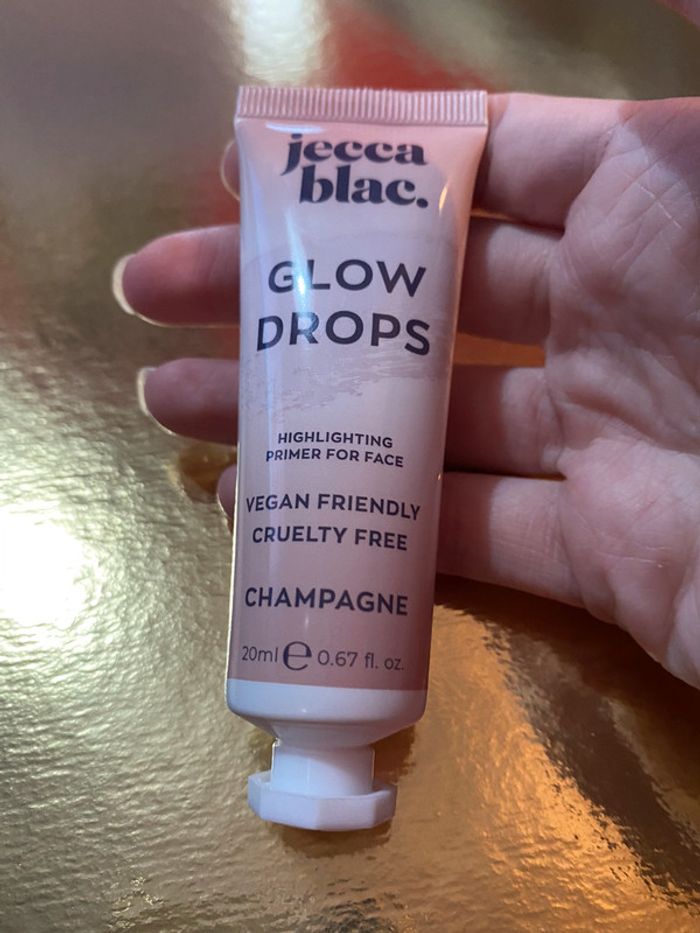 jecca
blac.
GLOW
DROPS
HIGHLIGHTING
PRIMER FOR FACE
VEGAN FRIENDLY
CRUELTY FREE
CHAMPAGNE
20ml ℮ 0.67 fl. oz.